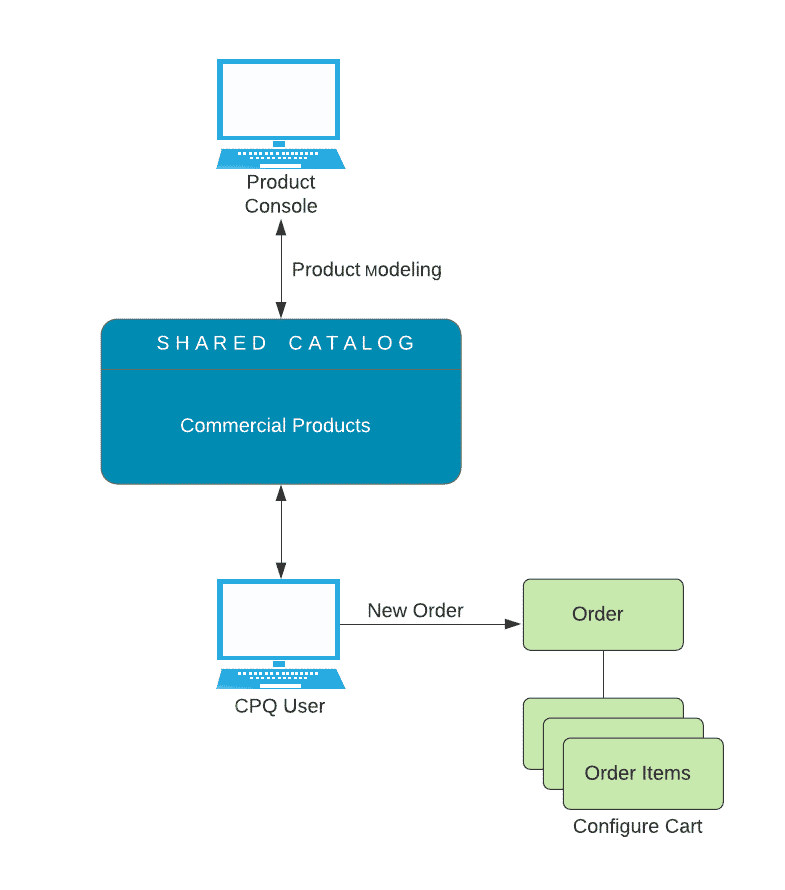 Product
Console
Product Modeling
SHARED CATALOG
Commercial Products
New Order
Order
CPQ User
Order Items
Configure Cart